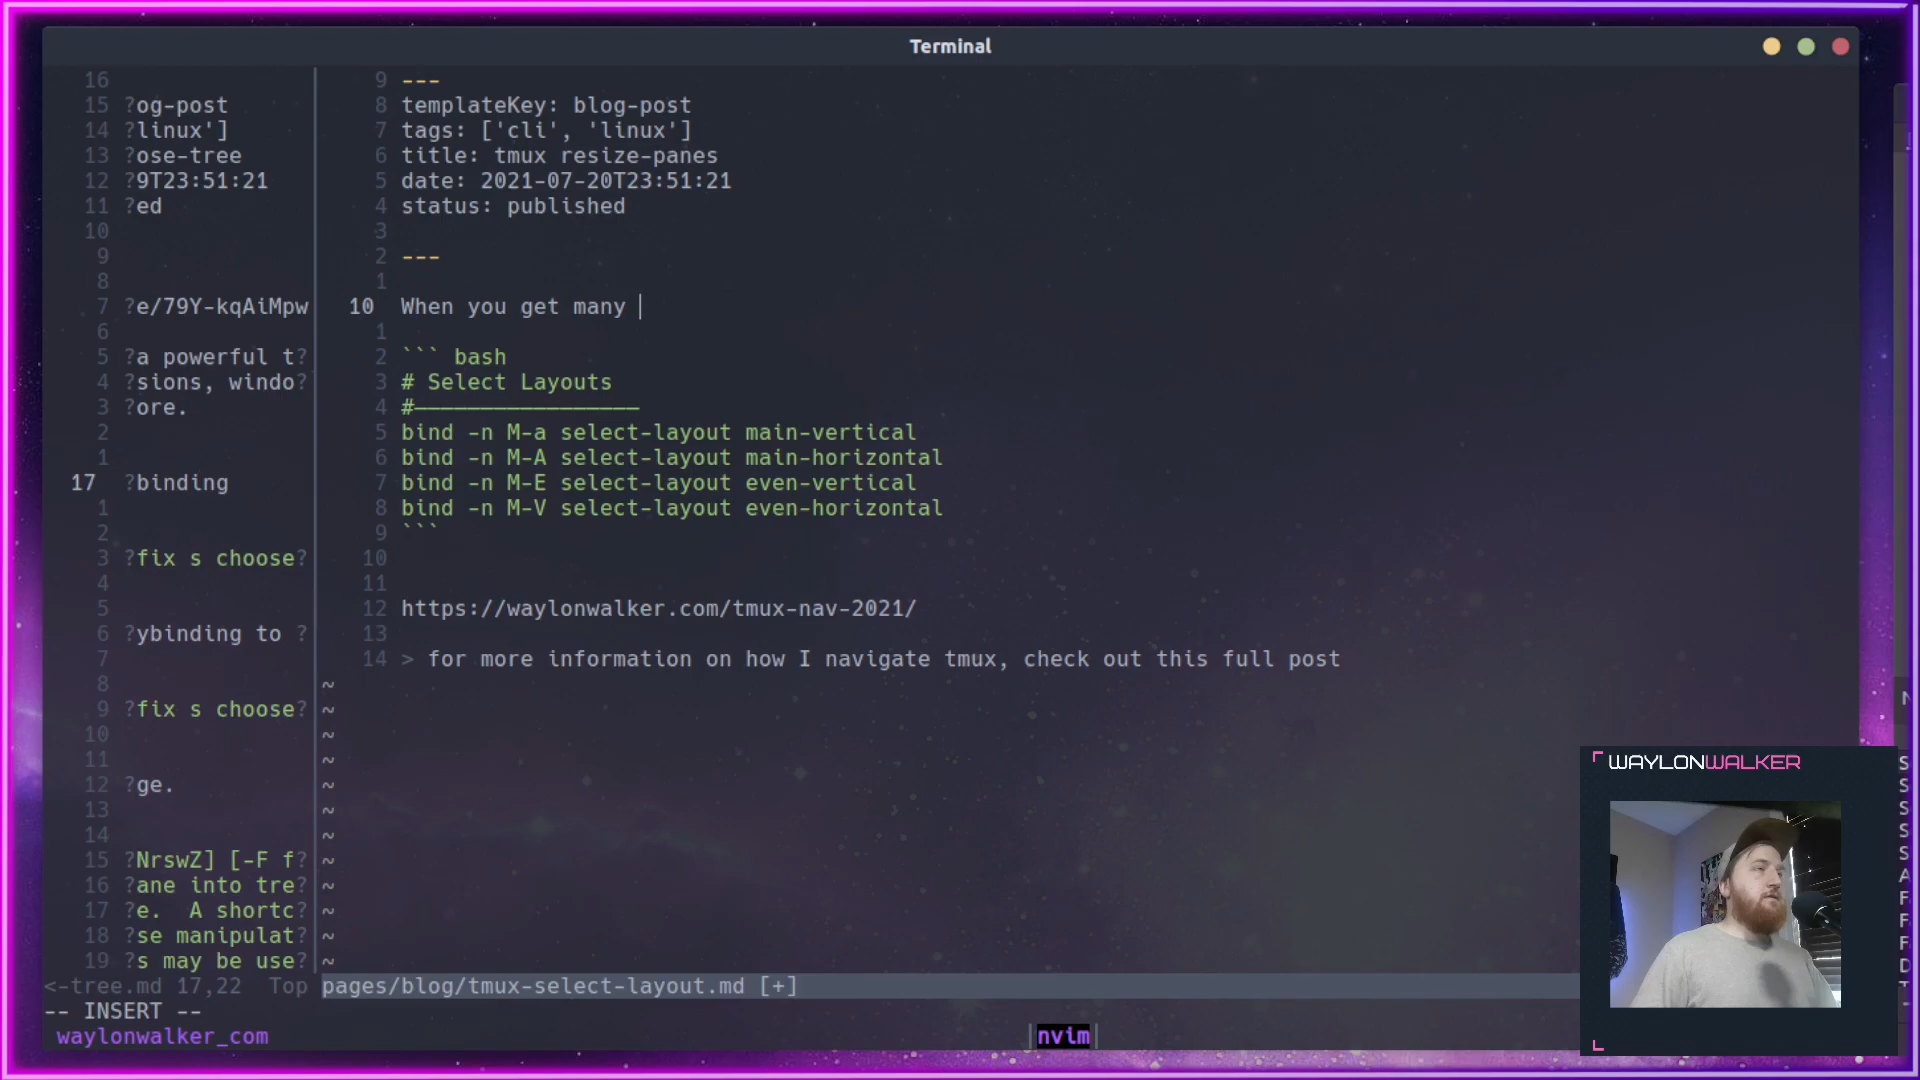 Terminal
16
15 ?og-post
14 ?linux']
13 ?ose-tree
12 ?9T23:51:21
11 ?ed
10
9
8
7 ?e/79Y-kqAiMpw
6
5 ?a powerful t?
4 ?sions, windo?
3 ?ore.
2
1
17 ?binding
1
2
3 ?fix s choose?
4
5
6 ?ybinding to ?
7
8
9 ?fix s choose?
10
11
12 ?ge.
13
14
15 ?NrswZ] [-F f?
16 ?ane into tre?
17 ?e.  A shortc?
18 ?se manipulat?
19 ?s may be use?
<-tree.md 17,22  Top
9 ---
8 templateKey: blog-post
7 tags: ['cli', 'linux']
6 title: tmux resize-panes
5 date: 2021-07-20T23:51:21
4 status: published
3
2 ---
1
10 When you get many
1
2 ``` bash
3 # Select Layouts
4 #─────────────────
5 bind -n M-a select-layout main-vertical
6 bind -n M-A select-layout main-horizontal
7 bind -n M-E select-layout even-vertical
8 bind -n M-V select-layout even-horizontal
9 ```
10
11
12 https://waylonwalker.com/tmux-nav-2021/
13
14 > for more information on how I navigate tmux, check out this full post
~
~
~
~
~
~
~
~
~
~
~
~
pages/blog/tmux-select-layout.md [+]
-- INSERT --
waylonwalker_com
|nvim|
WAYLONWALKER